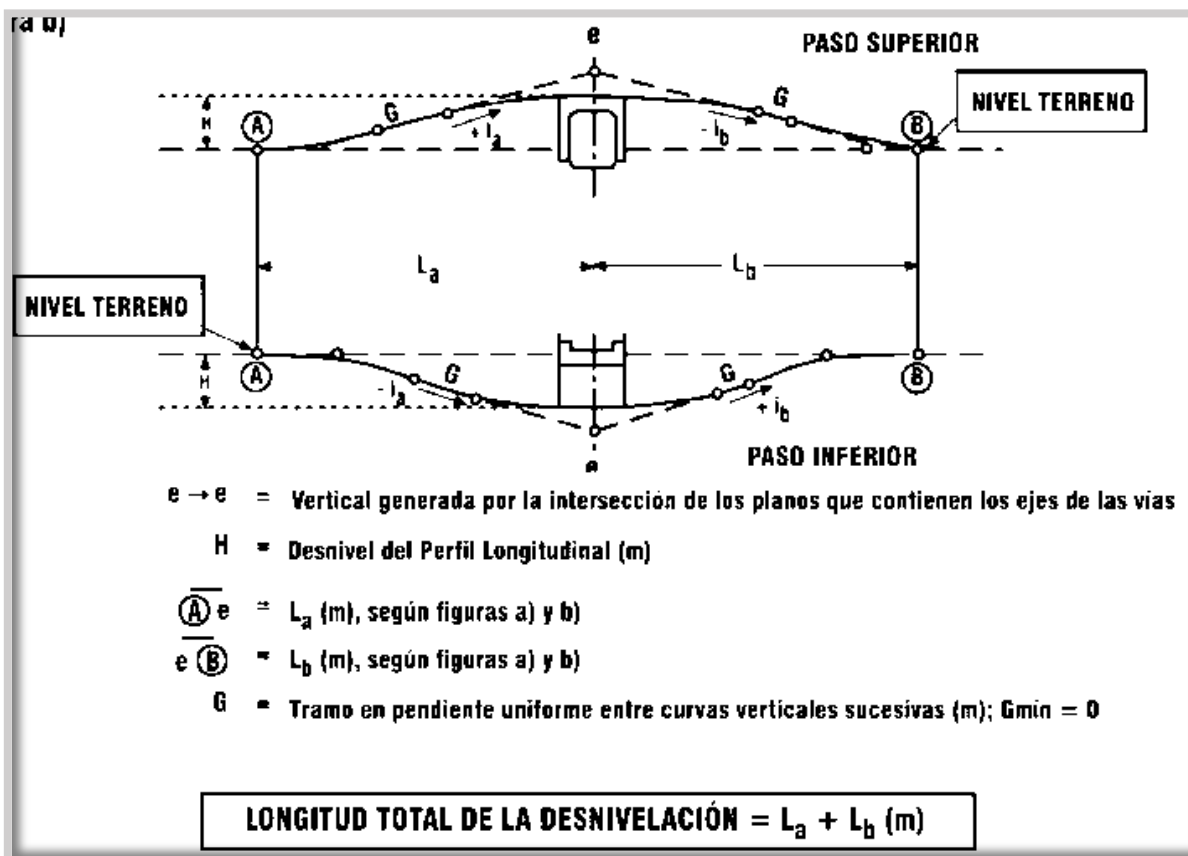 ra b)
e
PASO SUPERIOR
NIVEL TERRENO
H
A
G
+ i_a
- i_b
G
B
L_a
L_b
NIVEL TERRENO
H
A
- i_a
G
G
+ i_b
B
e
PASO INFERIOR
e → e = Vertical generada por la intersección de los planos que contienen los ejes de las vías
H = Desnivel del Perfil Longitudinal (m)
A e = L_a (m), según figuras a) y b)
e B = L_b (m), según figuras a) y b)
G = Tramo en pendiente uniforme entre curvas verticales sucesivas (m); Gmín = 0
LONGITUD TOTAL DE LA DESNIVELACIÓN = L_a + L_b (m)